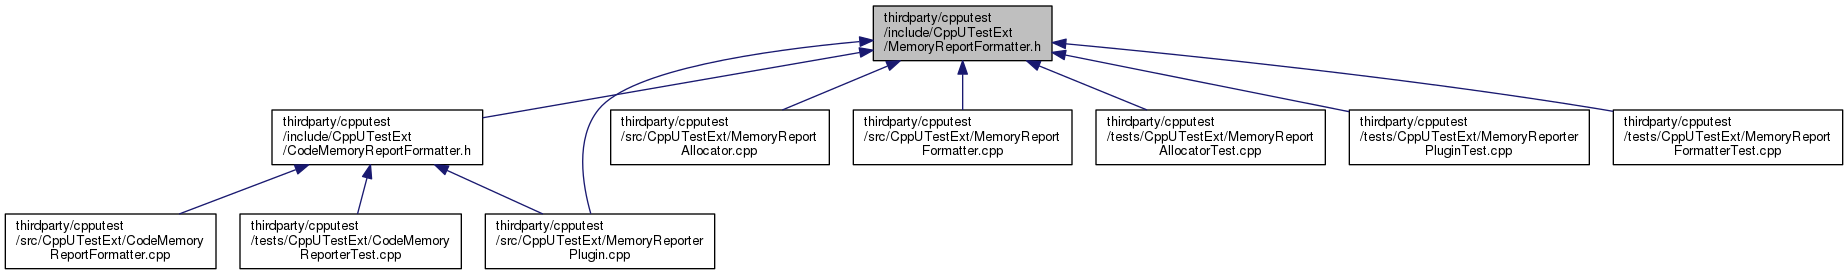 thirdparty/cpputest
/include/CppUTestExt
/MemoryReportFormatter.h
thirdparty/cpputest
/include/CppUTestExt
/CodeMemoryReportFormatter.h
thirdparty/cpputest
/src/CppUTestExt/MemoryReport
Allocator.cpp
thirdparty/cpputest
/src/CppUTestExt/MemoryReport
Formatter.cpp
thirdparty/cpputest
/tests/CppUTestExt/MemoryReport
AllocatorTest.cpp
thirdparty/cpputest
/tests/CppUTestExt/MemoryReporter
PluginTest.cpp
thirdparty/cpputest
/tests/CppUTestExt/MemoryReport
FormatterTest.cpp
thirdparty/cpputest
/src/CppUTestExt/CodeMemory
ReportFormatter.cpp
thirdparty/cpputest
/tests/CppUTestExt/CodeMemory
ReporterTest.cpp
thirdparty/cpputest
/src/CppUTestExt/MemoryReporter
Plugin.cpp